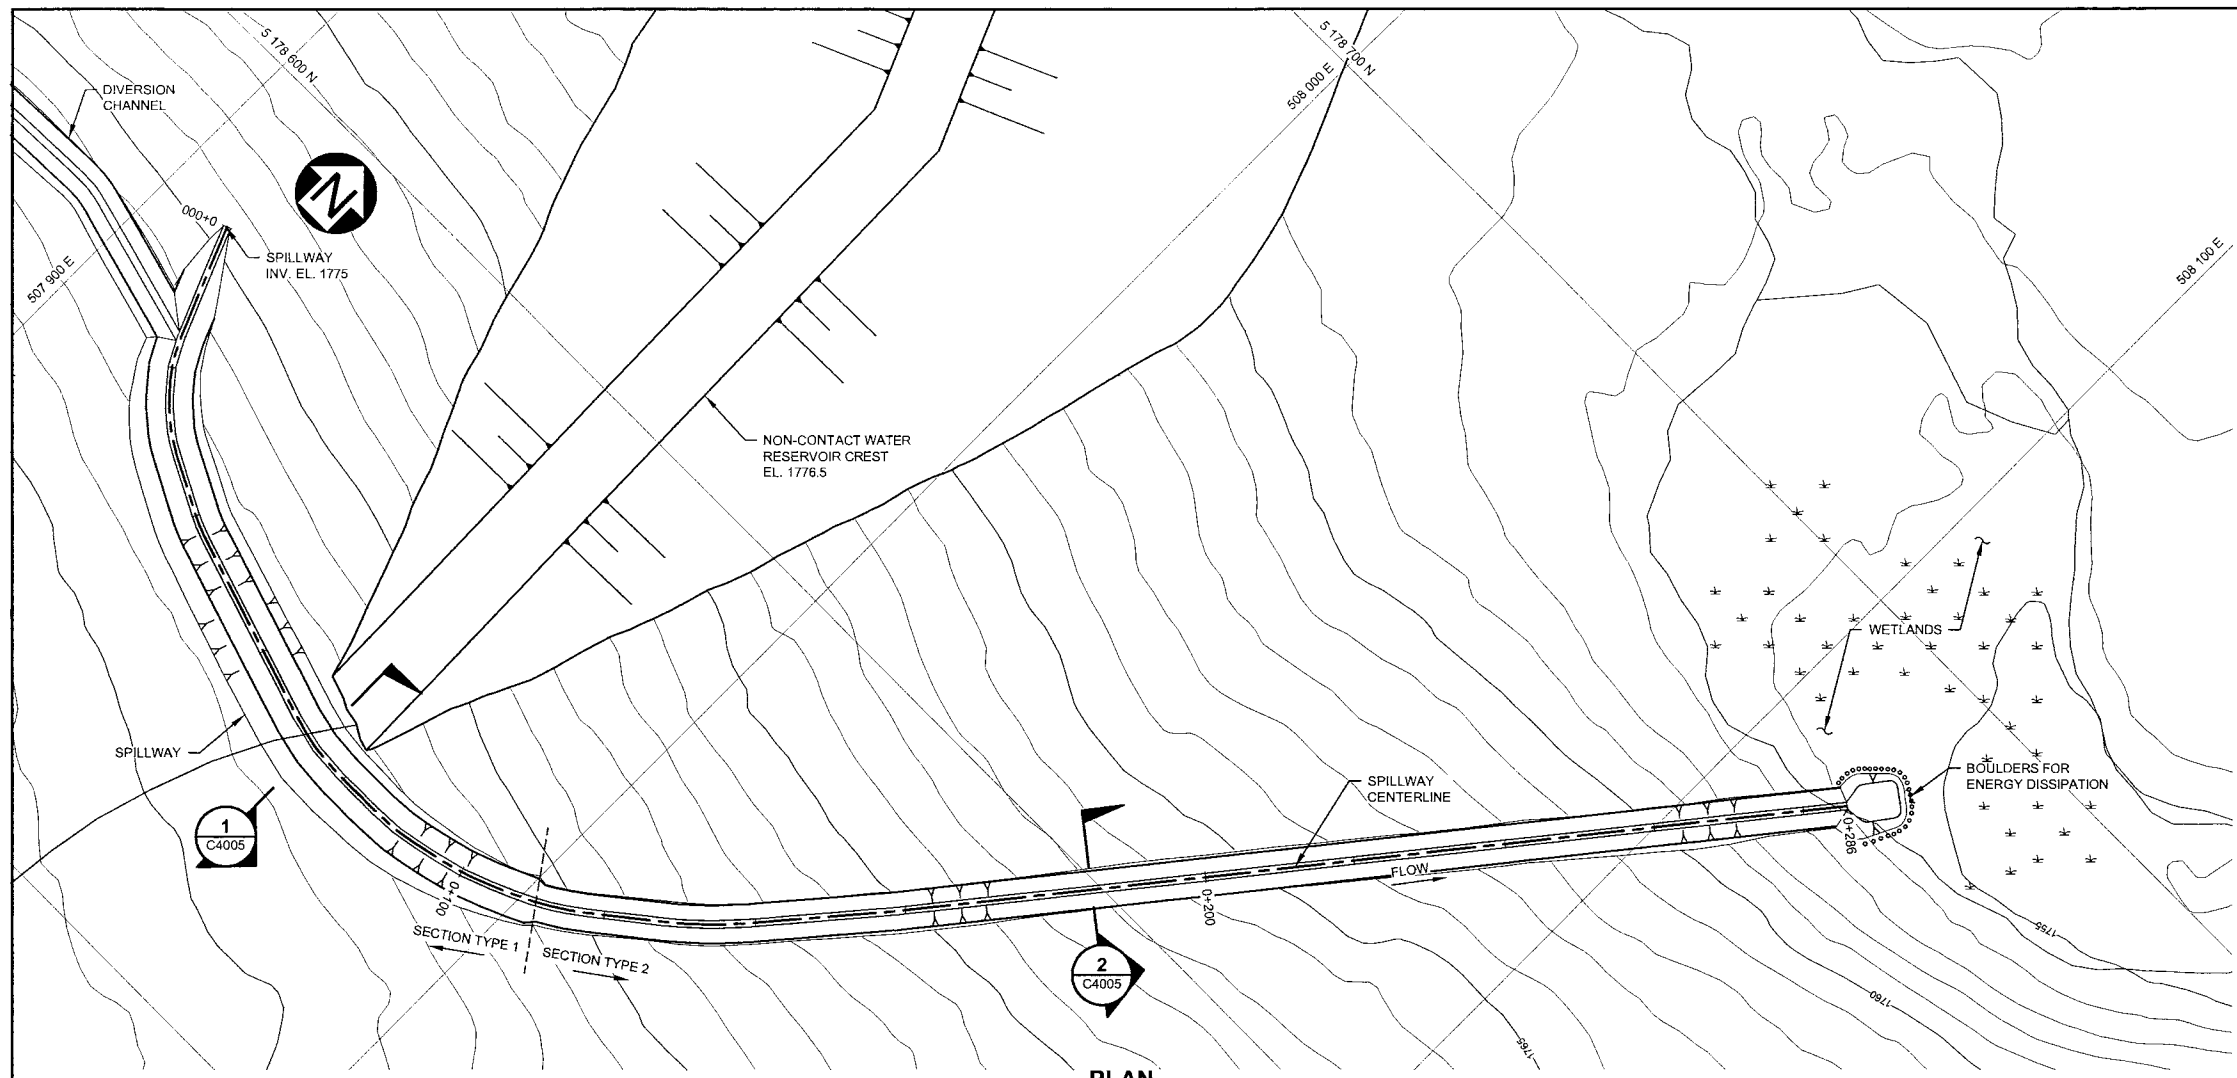 5 178 600 N
5 178 700 N
508 000 E
DIVERSION
CHANNEL
N
0+000
SPILLWAY
INV. EL. 1775
507 900 E
508 100 E
NON-CONTACT WATER
RESERVOIR CREST
EL. 1776.5
WETLANDS
SPILLWAY
SPILLWAY
CENTERLINE
BOULDERS FOR
ENERGY DISSIPATION
1
C4005
0+286
FLOW
0+100
0+200
SECTION TYPE 1
SECTION TYPE 2
1755
2
C4005
1760
1765
PLAN